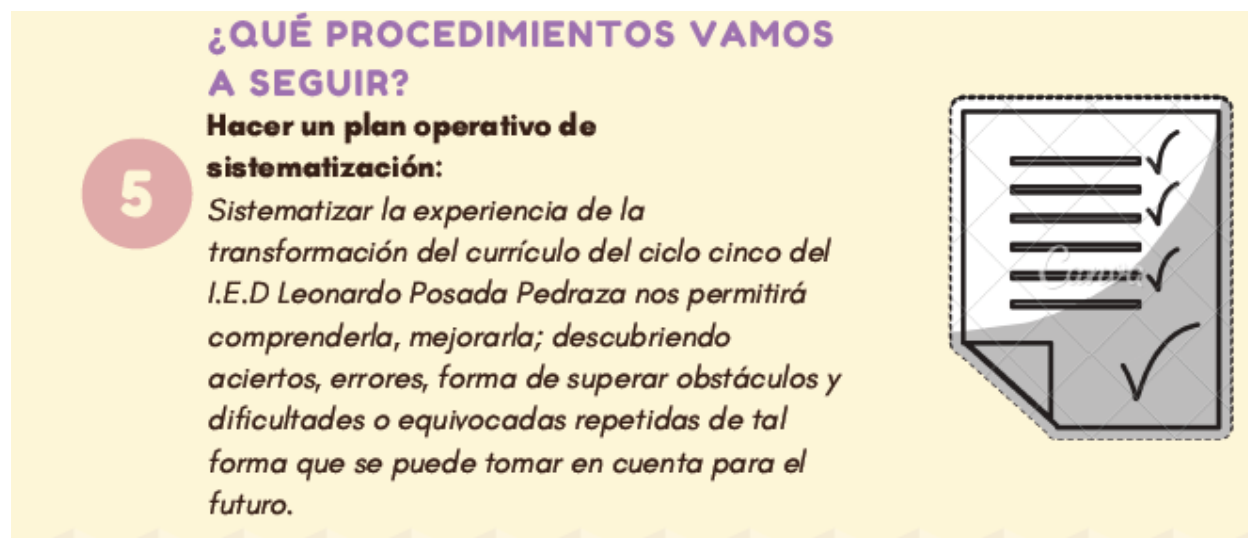 ¿QUÉ PROCEDIMIENTOS VAMOS
A SEGUIR?
Hacer un plan operativo de
sistematización:
5
Sistematizar la experiencia de la
transformación del currículo del ciclo cinco del
I.E.D Leonardo Posada Pedraza nos permitirá
comprenderla, mejorarla; descubriendo
aciertos, errores, forma de superar obstáculos y
dificultades o equivocadas repetidas de tal
forma que se puede tomar en cuenta para el
futuro.
Canva